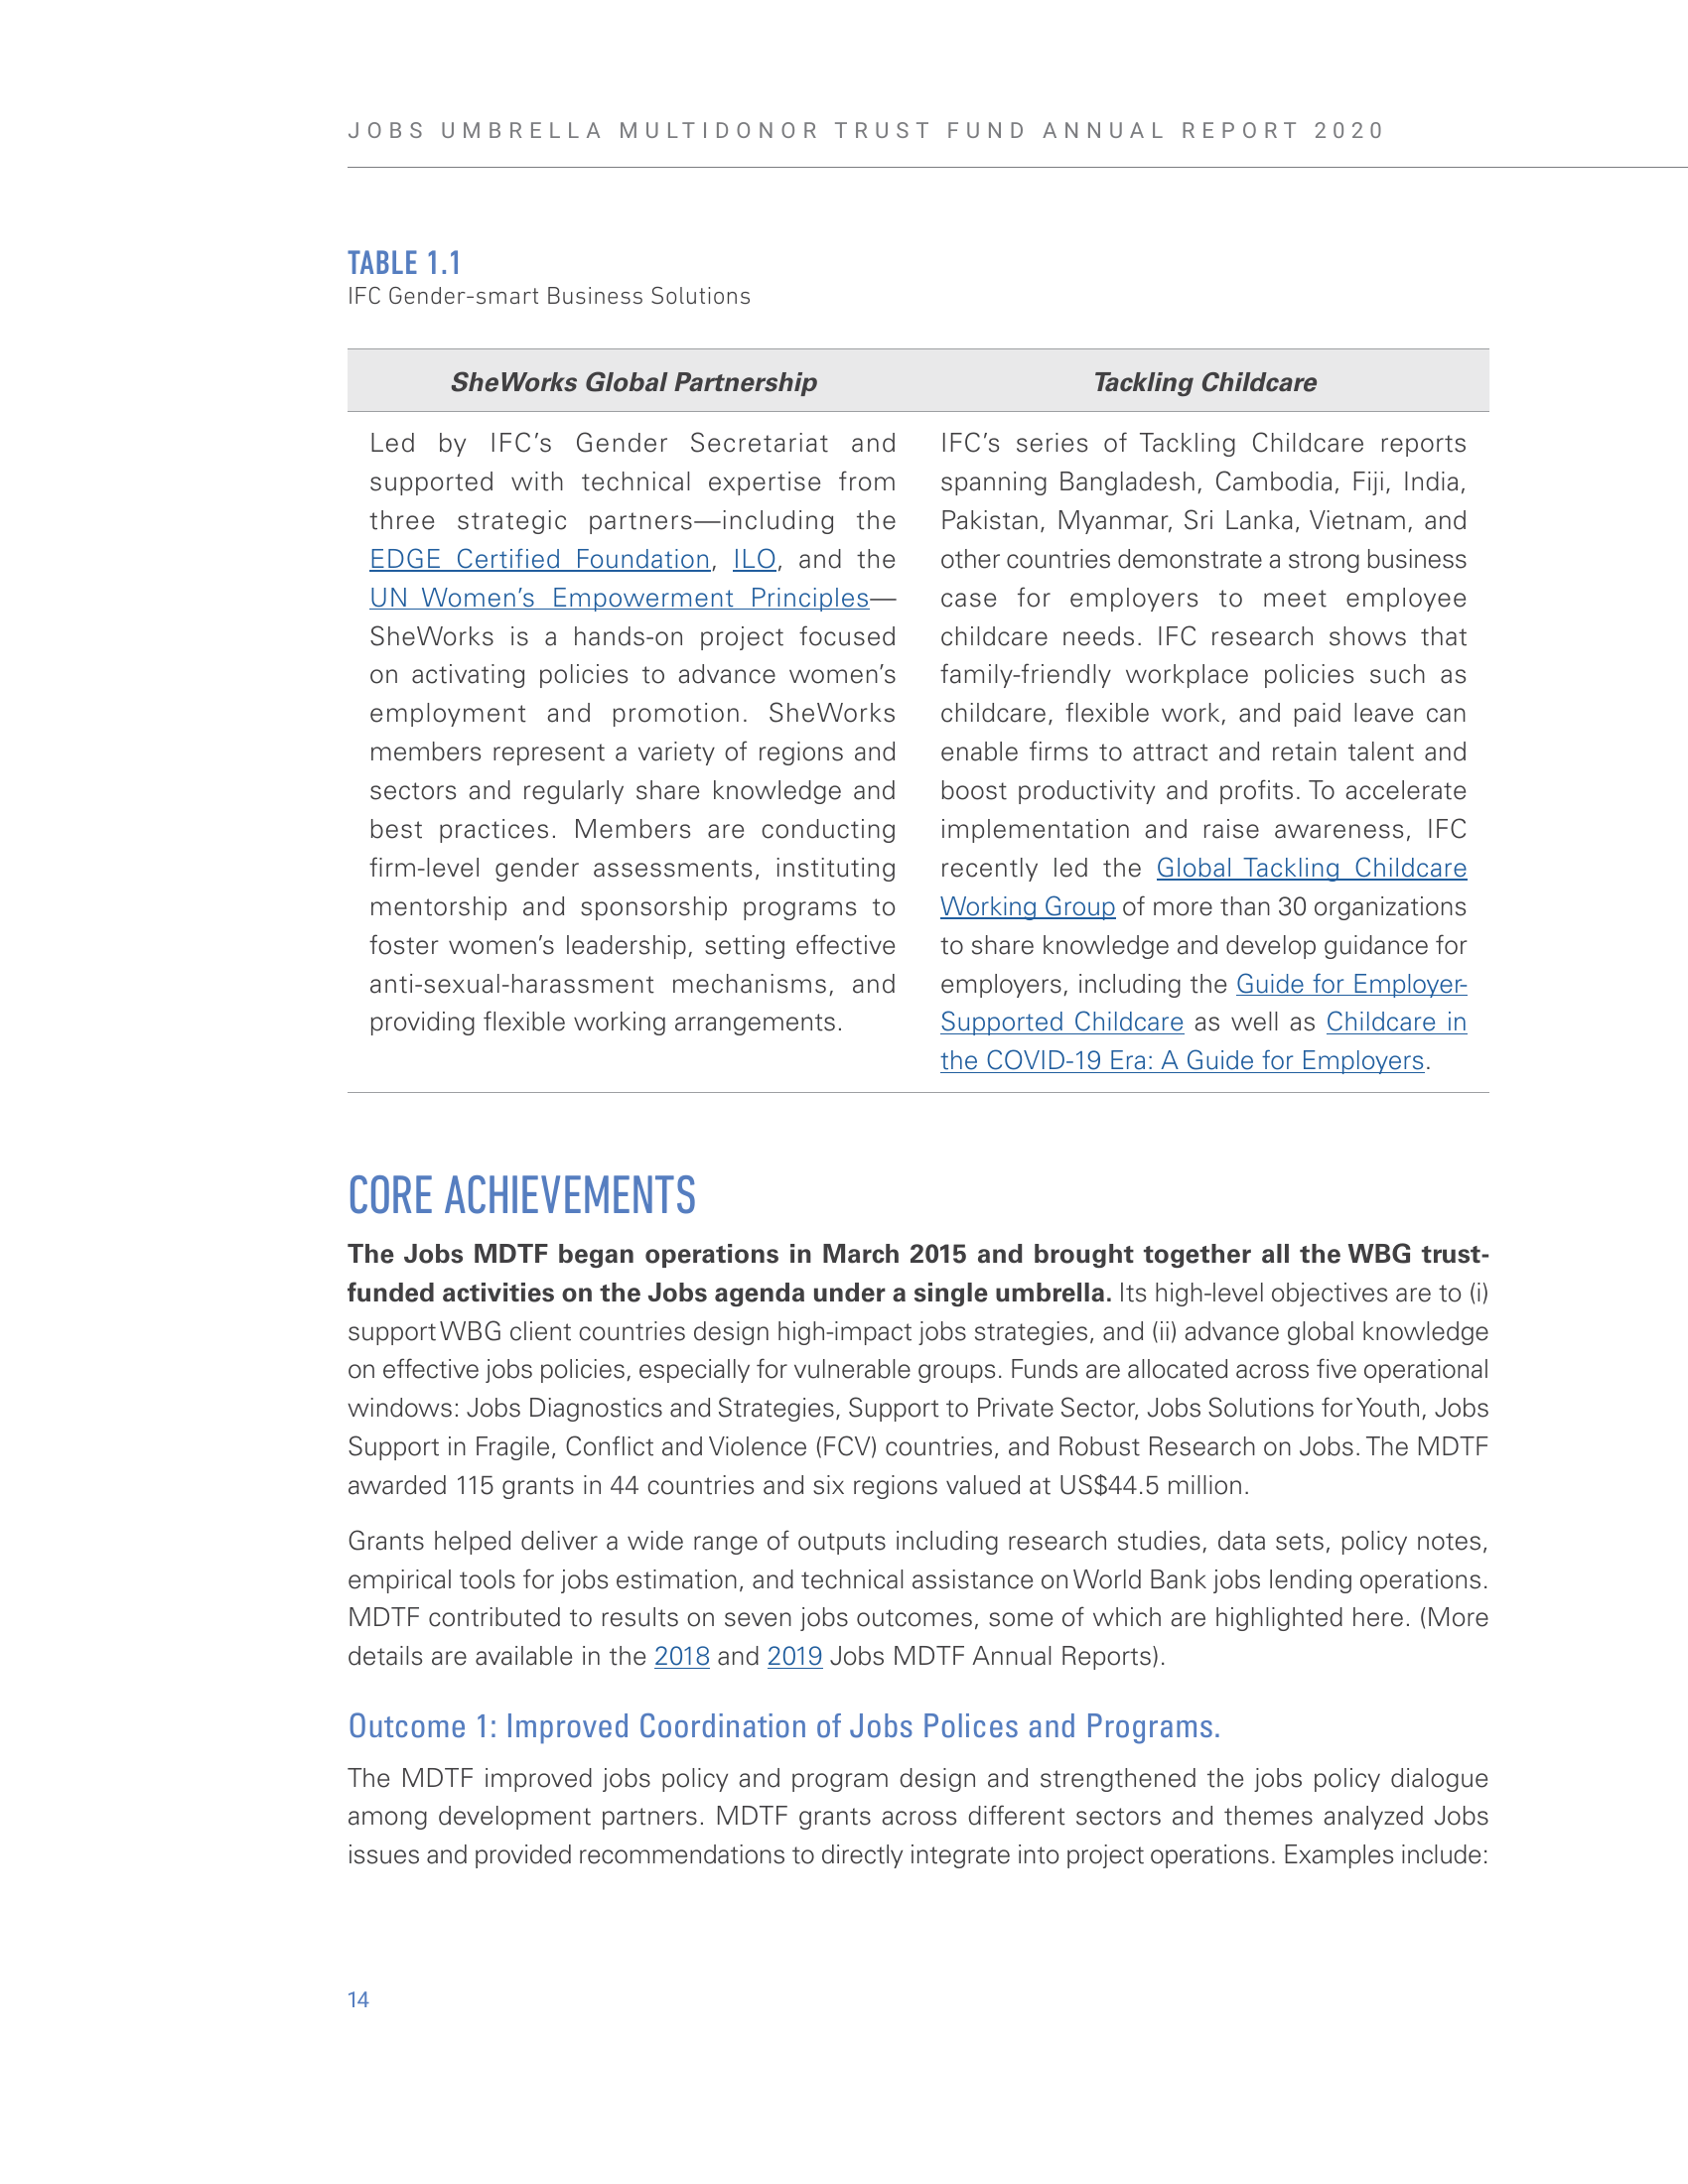 JOBS UMBRELLA MULTIDONOR TRUST FUND ANNUAL REPORT 2020
TABLE 1.1
IFC Gender-smart Business Solutions
SheWorks Global Partnership
Led by IFC’s Gender Secretariat and
supported with technical expertise from
three strategic partners—including the
EDGE Certified Foundation, ILO, and the
UN Women’s Empowerment Principles—
SheWorks is a hands-on project focused
on activating policies to advance women’s
employment and promotion. SheWorks
members represent a variety of regions and
sectors and regularly share knowledge and
best practices. Members are conducting
firm-level gender assessments, instituting
mentorship and sponsorship programs to
foster women’s leadership, setting effective
anti-sexual-harassment mechanisms, and
providing flexible working arrangements.
Tackling Childcare
IFC’s series of Tackling Childcare reports
spanning Bangladesh, Cambodia, Fiji, India,
Pakistan, Myanmar, Sri Lanka, Vietnam, and
other countries demonstrate a strong business
case for employers to meet employee
childcare needs. IFC research shows that
family-friendly workplace policies such as
childcare, flexible work, and paid leave can
enable firms to attract and retain talent and
boost productivity and profits. To accelerate
implementation and raise awareness, IFC
recently led the Global Tackling Childcare
Working Group of more than 30 organizations
to share knowledge and develop guidance for
employers, including the Guide for Employer-
Supported Childcare as well as Childcare in
the COVID-19 Era: A Guide for Employers.
CORE ACHIEVEMENTS
The Jobs MDTF began operations in March 2015 and brought together all the WBG trust-
funded activities on the Jobs agenda under a single umbrella. Its high-level objectives are to (i)
support WBG client countries design high-impact jobs strategies, and (ii) advance global knowledge
on effective jobs policies, especially for vulnerable groups. Funds are allocated across five operational
windows: Jobs Diagnostics and Strategies, Support to Private Sector, Jobs Solutions for Youth, Jobs
Support in Fragile, Conflict and Violence (FCV) countries, and Robust Research on Jobs. The MDTF
awarded 115 grants in 44 countries and six regions valued at US$44.5 million.
Grants helped deliver a wide range of outputs including research studies, data sets, policy notes,
empirical tools for jobs estimation, and technical assistance on World Bank jobs lending operations.
MDTF contributed to results on seven jobs outcomes, some of which are highlighted here. (More
details are available in the 2018 and 2019 Jobs MDTF Annual Reports).
Outcome 1: Improved Coordination of Jobs Polices and Programs.
The MDTF improved jobs policy and program design and strengthened the jobs policy dialogue
among development partners. MDTF grants across different sectors and themes analyzed Jobs
issues and provided recommendations to directly integrate into project operations. Examples include:
14